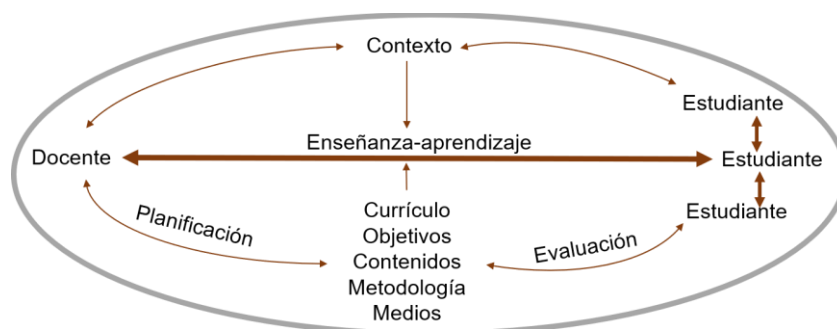 Contexto
Estudiante
Enseñanza-aprendizaje
Docente
Estudiante
Currículo
Estudiante
Planificación
Objetivos
Evaluación
Contenidos
Metodología
Medios